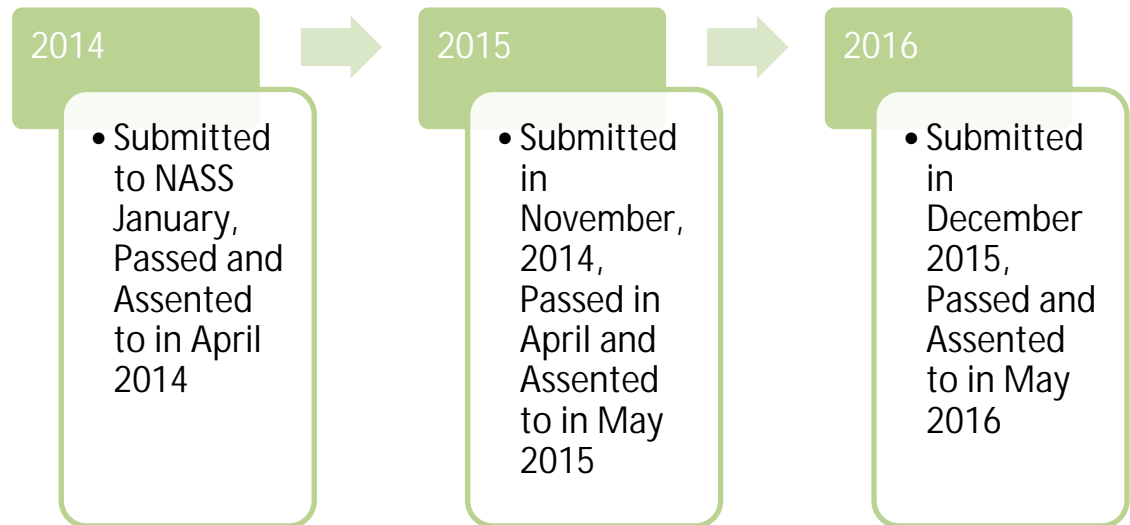 2014
• Submitted
to NASS
January,
Passed and
Assented
to in April
2014
2015
• Submitted
in
November,
2014,
Passed in
April and
Assented
to in May
2015
2016
• Submitted
in
December
2015,
Passed and
Assented
to in May
2016